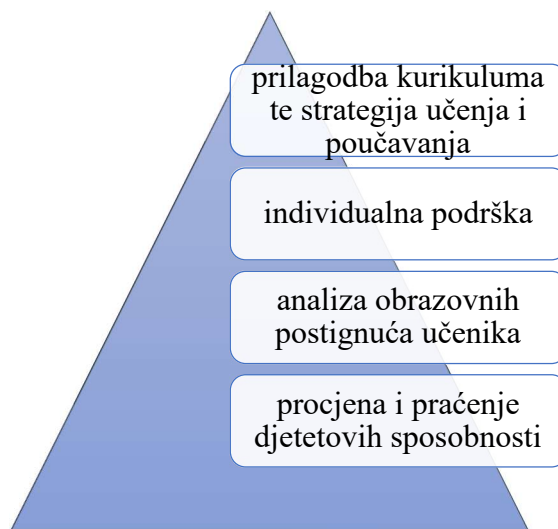 prilagodba kurikuluma
te strategija učenja i
poučavanja
individualna podrška
analiza obrazovnih
postignuća učenika
procjena i praćenje
djetetovih sposobnosti